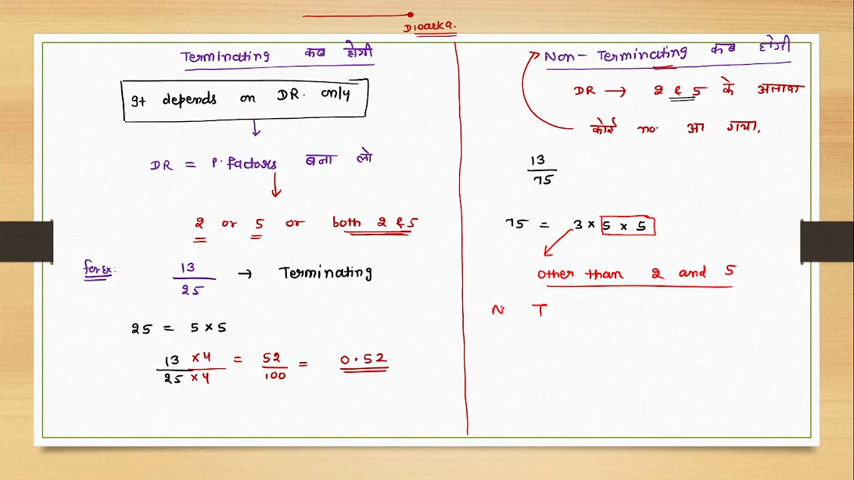 Dwarka.
Terminating कब होगी
It depends on DR. only
DR = P. factors बना लो
2 or 5 or both 2 & 5
for ex:
13/25 → Terminating
25 = 5 × 5
13 × 4 / 25 × 4 = 52/100 = 0.52
Non-Terminating कब होगी
DR → 2 & 5 के अलावा
कोई no. आ गया.
13/75
75 = 3 × 5 × 5
other than 2 and 5
N T